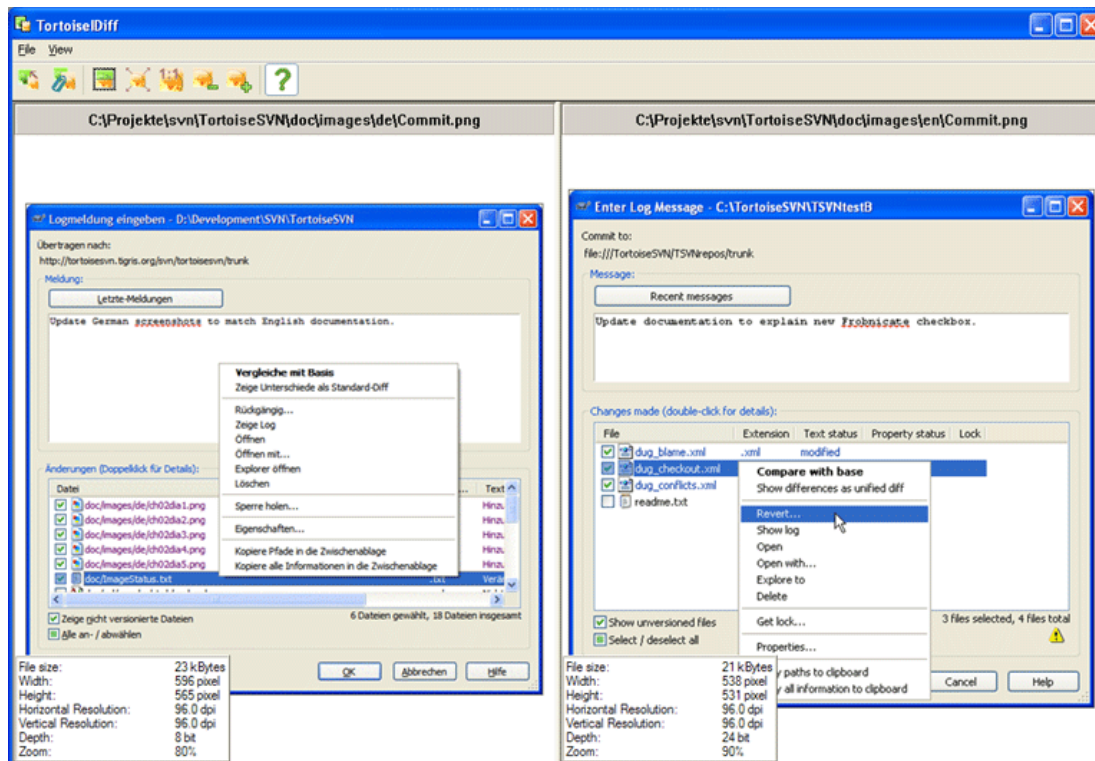 TortoiseIDiff
File View
C:\Projekte\svn\TortoiseSVN\doc\images\de\Commit.png
Logmeldung eingeben - D:\Development\SVN\TortoiseSVN
Übertragen nach:
http://tortoisesvn.tigris.org/svn/tortoisesvn/trunk
Meldung:
Letzte-Meldungen
Update German screenshots to match English documentation.
Vergleiche mit Basis
Zeige Unterschiede als Standard-Diff
Rückgängig...
Zeige Log
Öffnen
Öffnen mit...
Explorer öffnen
Löschen
Sperre holen...
Eigenschaften...
Kopiere Pfade in die Zwischenablage
Kopiere alle Informationen in die Zwischenablage
Änderungen (Doppelklick für Details):
Datei ... Text
doc/images/de/ch02dia1.png Hinzu
doc/images/de/ch02dia2.png Hinzu
doc/images/de/ch02dia3.png Hinzu
doc/images/de/ch02dia4.png Hinzu
doc/ImageStatus.txt .txt Verär
Zeige nicht versionierte Dateien
6 Dateien gewählt, 18 Dateien insgesamt
Alle an- / abwählen
OK Abbrechen Hilfe
File size: 23 kBytes
Width: 596 pixel
Height: 565 pixel
Horizontal Resolution: 96.0 dpi
Vertical Resolution: 96.0 dpi
Depth: 8 bit
Zoom: 80%
C:\Projekte\svn\TortoiseSVN\doc\images\en\Commit.png
Enter Log Message - C:\TortoiseSVN\TSVNtestB
Commit to:
file:///TortoiseSVN/TSVNrepos/trunk
Message:
Recent messages
Update documentation to explain new Frobnicate checkbox.
Changes made (double-click for details):
File Extension Text status Property status Lock
dug_blame.xml .xml modified
dug_checkout.xml
dug_conflicts.xml
readme.txt
Compare with base
Show differences as unified diff
Revert...
Show log
Open
Open with...
Explore to
Delete
Get lock...
Properties...
y paths to clipboard
y all information to clipboard
Show unversioned files
3 files selected, 4 files total
Select / deselect all
Cancel Help
File size: 21 kBytes
Width: 538 pixel
Height: 531 pixel
Horizontal Resolution: 96.0 dpi
Vertical Resolution: 96.0 dpi
Depth: 24 bit
Zoom: 90%